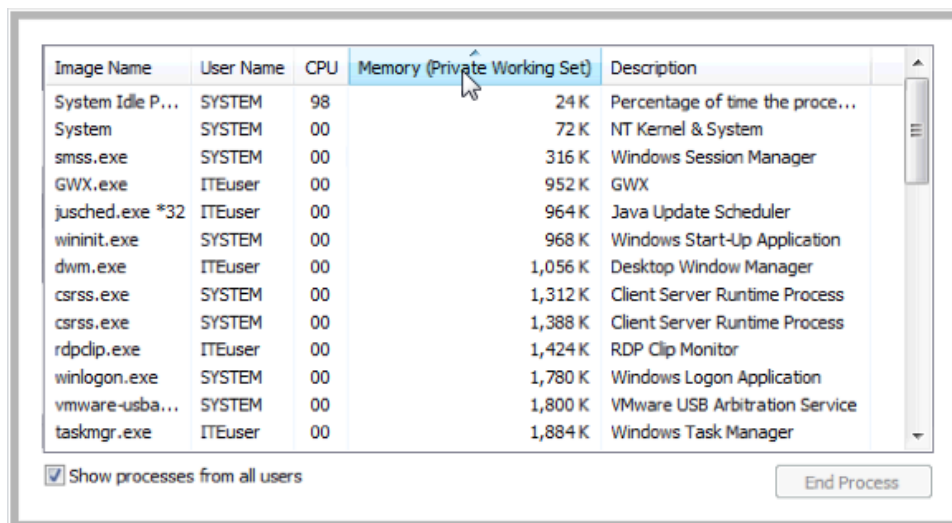 Image Name User Name CPU Memory (Private Working Set) Description
System Idle P... SYSTEM 98 24 K Percentage of time the proce...
System SYSTEM 00 72 K NT Kernel & System
smss.exe SYSTEM 00 316 K Windows Session Manager
GWX.exe ITEuser 00 952 K GWX
jusched.exe *32 ITEuser 00 964 K Java Update Scheduler
wininit.exe SYSTEM 00 968 K Windows Start-Up Application
dwm.exe ITEuser 00 1,056 K Desktop Window Manager
csrss.exe SYSTEM 00 1,312 K Client Server Runtime Process
csrss.exe SYSTEM 00 1,388 K Client Server Runtime Process
rdpclip.exe ITEuser 00 1,424 K RDP Clip Monitor
winlogon.exe SYSTEM 00 1,780 K Windows Logon Application
vmware-usba... SYSTEM 00 1,800 K VMware USB Arbitration Service
taskmgr.exe ITEuser 00 1,884 K Windows Task Manager
Show processes from all users
End Process